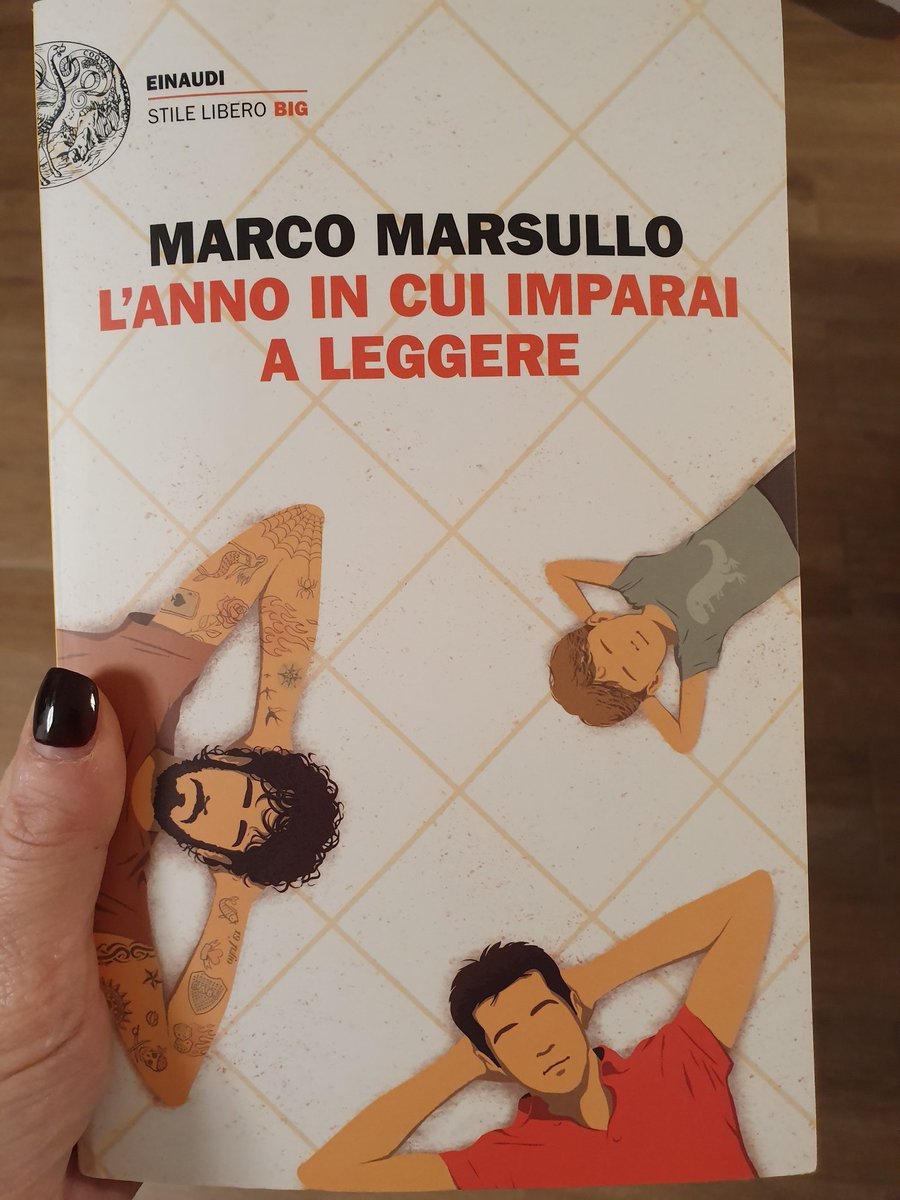 EINAUDI
STILE LIBERO BIG
MARCO MARSULLO
L'ANNO IN CUI IMPARAI
A LEGGERE